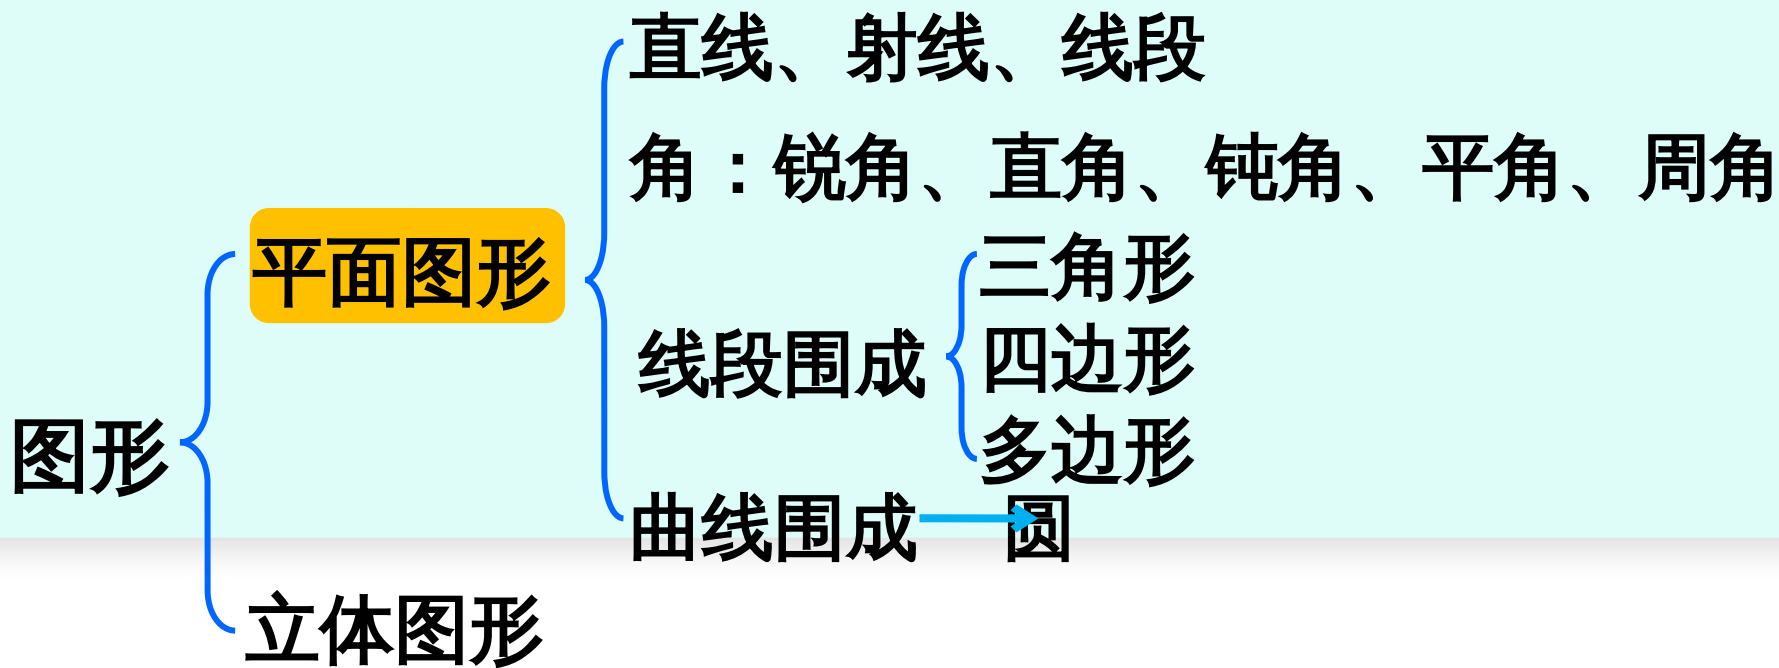 直线、射线、线段
角：锐角、直角、钝角、平角、周角
平面图形
三角形
线段围成
四边形
多边形
图形
曲线围成
圆
立体图形